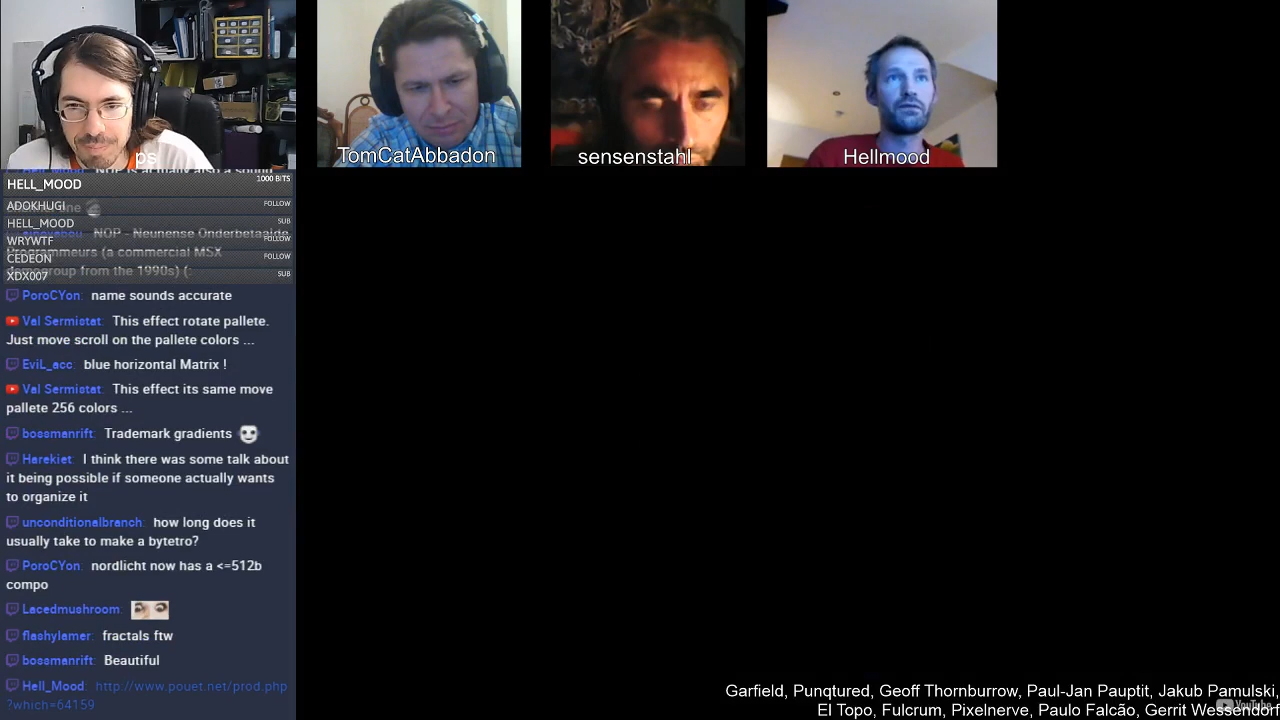 ps
TomCatAbbadon
sensenstahl
Hellmood
HELL_MOOD 1000 BITS
ADOKHUGI FOLLOW
HELL_MOOD SUB
WRYWTF FOLLOW
CEDEON FOLLOW
XDX007 SUB
NOP - Neunense Onderbetaalde
Programmeurs (a commercial MSX
demogroup from the 1990s) (:
PoroCYon: name sounds accurate
Val Sermistat: This effect rotate pallete.
Just move scroll on the pallete colors ...
EviL_acc: blue horizontal Matrix !
Val Sermistat: This effect its same move
pallete 256 colors ...
bossmanrift: Trademark gradients
Harekiet: I think there was some talk about
it being possible if someone actually wants
to organize it
unconditionalbranch: how long does it
usually take to make a bytetro?
PoroCYon: nordlicht now has a <=512b
compo
Lacedmushroom:
flashylamer: fractals ftw
bossmanrift: Beautiful
Hell_Mood: http://www.pouet.net/prod.php
?which=64159
Garfield, Punqtured, Geoff Thornburrow, Paul-Jan Pauptit, Jakub Pamulski,
El Topo, Fulcrum, Pixelnerve, Paulo Falcão, Gerrit Wessendorf
YouTube